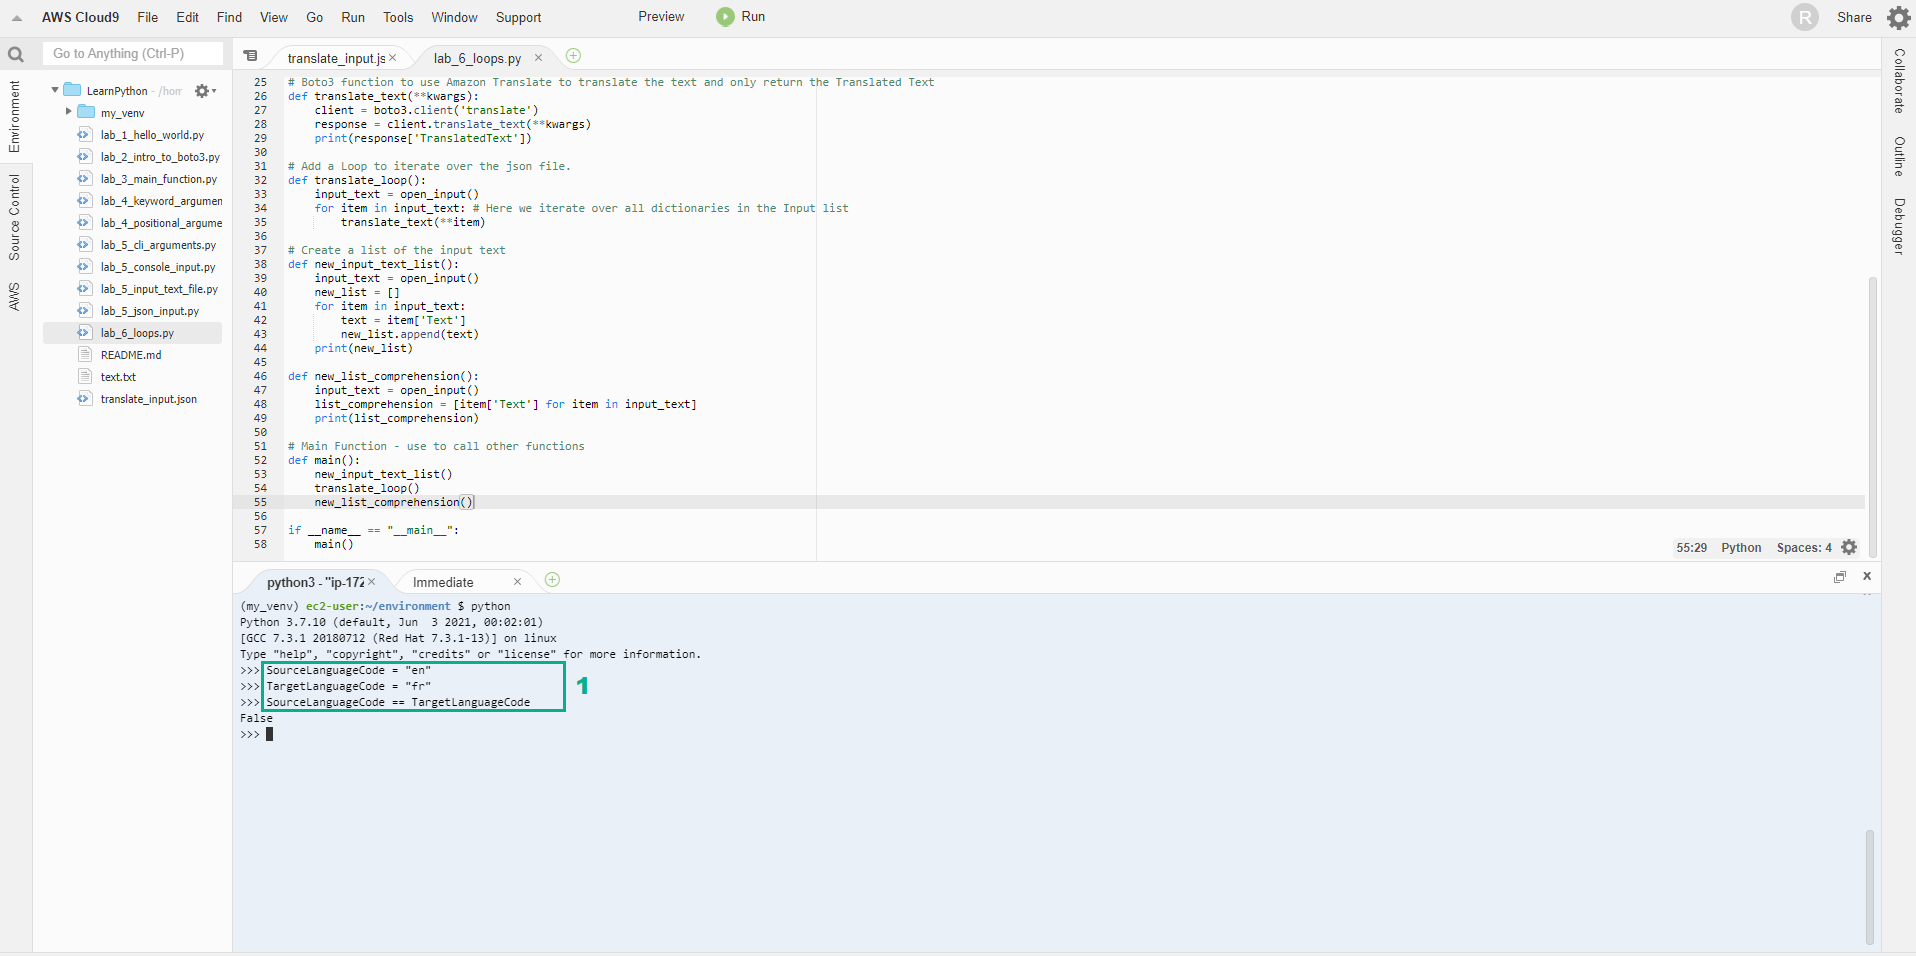 AWS Cloud9 File Edit Find View Go Run Tools Window Support Preview Run R Share
Go to Anything (Ctrl-P)
Environment
Source Control
AWS
LearnPython - /hom
my_venv
lab_1_hello_world.py
lab_2_intro_to_boto3.py
lab_3_main_function.py
lab_4_keyword_argumen
lab_4_positional_argume
lab_5_cli_arguments.py
lab_5_console_input.py
lab_5_input_text_file.py
lab_5_json_input.py
lab_6_loops.py
README.md
text.txt
translate_input.json
translate_input.js lab_6_loops.py
25 # Boto3 function to use Amazon Translate to translate the text and only return the Translated Text
26 def translate_text(**kwargs):
27     client = boto3.client('translate')
28     response = client.translate_text(**kwargs)
29     print(response['TranslatedText'])
30
31 # Add a Loop to iterate over the json file.
32 def translate_loop():
33     input_text = open_input()
34     for item in input_text: # Here we iterate over all dictionaries in the Input list
35         translate_text(**item)
36
37 # Create a list of the input text
38 def new_input_text_list():
39     input_text = open_input()
40     new_list = []
41     for item in input_text:
42         text = item['Text']
43         new_list.append(text)
44     print(new_list)
45
46 def new_list_comprehension():
47     input_text = open_input()
48     list_comprehension = [item['Text'] for item in input_text]
49     print(list_comprehension)
50
51 # Main Function - use to call other functions
52 def main():
53     new_input_text_list()
54     translate_loop()
55     new_list_comprehension()
56
57 if __name__ == "__main__":
58     main()
55:29 Python Spaces: 4
python3 - "ip-172 Immediate
(my_venv) ec2-user:~/environment $ python
Python 3.7.10 (default, Jun  3 2021, 00:02:01)
[GCC 7.3.1 20180712 (Red Hat 7.3.1-13)] on linux
Type "help", "copyright", "credits" or "license" for more information.
>>> SourceLanguageCode = "en"
>>> TargetLanguageCode = "fr"
>>> SourceLanguageCode == TargetLanguageCode
False
>>>
1
Collaborate
Outline
Debugger